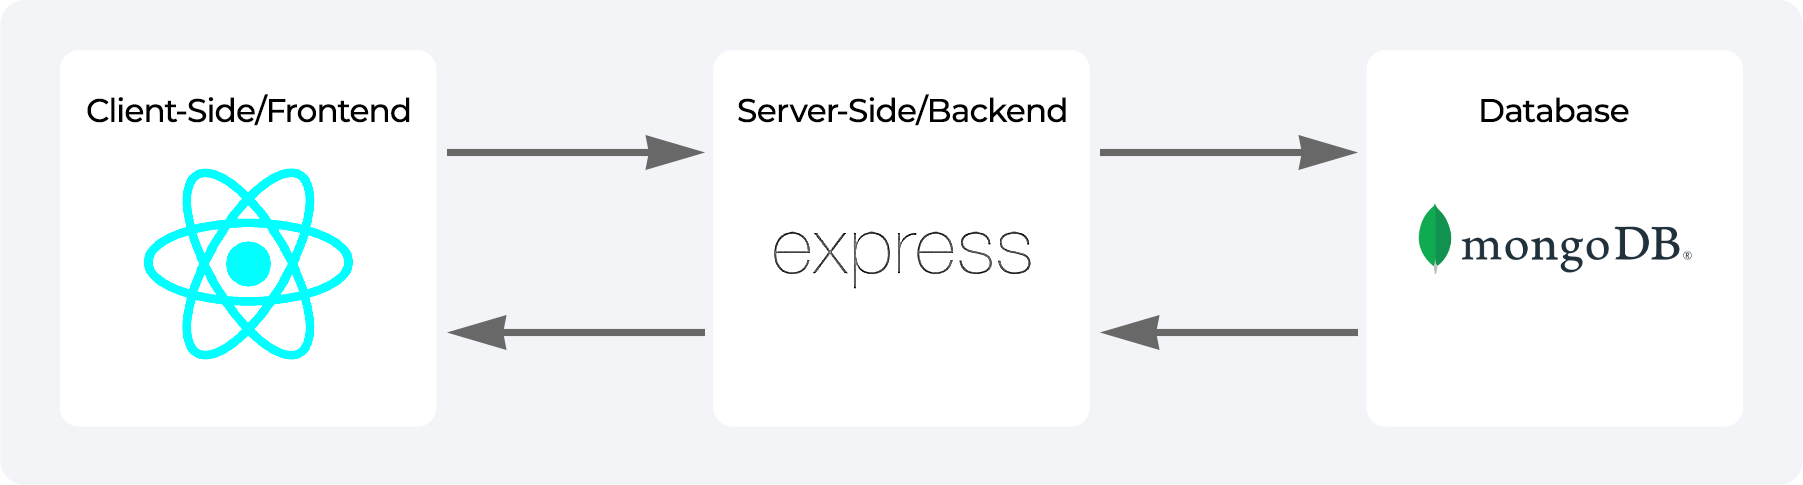 Client-Side/Frontend
Server-Side/Backend
Database
express
mongoDB®